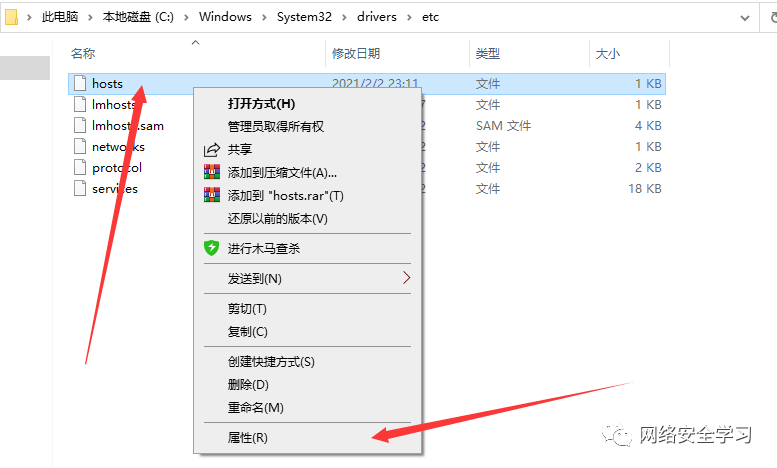 此电脑 › 本地磁盘 (C:) › Windows › System32 › drivers › etc
名称 修改日期 类型 大小
hosts 2021/2/2 23:11 文件 1 KB
lmhosts 7 文件 1 KB
lmhosts.sam 2 SAM 文件 4 KB
networks 2 文件 1 KB
protocol 2 文件 2 KB
services 2 文件 18 KB
打开方式(H)
管理员取得所有权
共享
添加到压缩文件(A)...
添加到 "hosts.rar"(T)
还原以前的版本(V)
进行木马查杀
发送到(N)
剪切(T)
复制(C)
创建快捷方式(S)
删除(D)
重命名(M)
属性(R)
网络安全学习